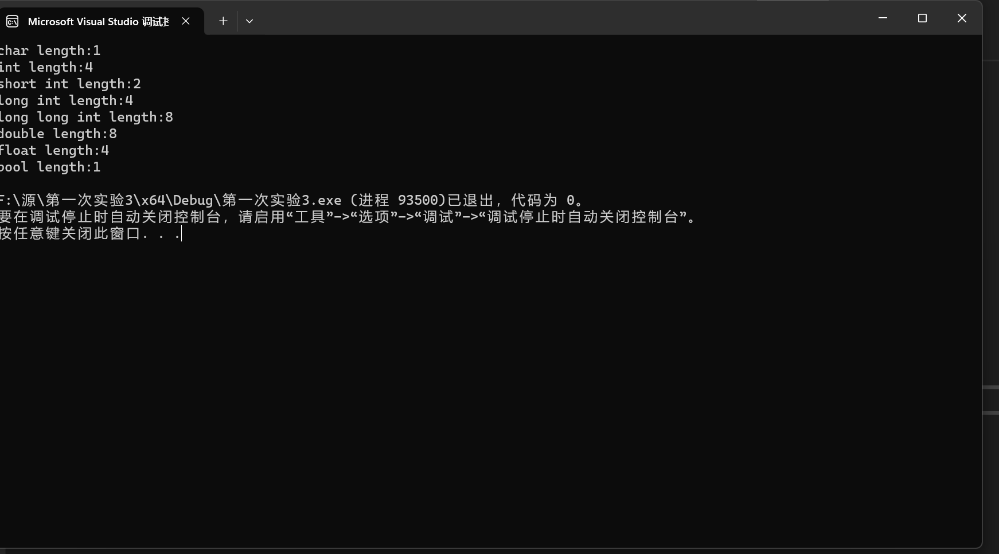 Microsoft Visual Studio 调试
char length:1
int length:4
short int length:2
long int length:4
long long int length:8
double length:8
float length:4
bool length:1
F:\源\第一次实验3\x64\Debug\第一次实验3.exe (进程 93500)已退出，代码为 0。
要在调试停止时自动关闭控制台，请启用“工具”->“选项”->“调试”->“调试停止时自动关闭控制台”。
按任意键关闭此窗口. . .